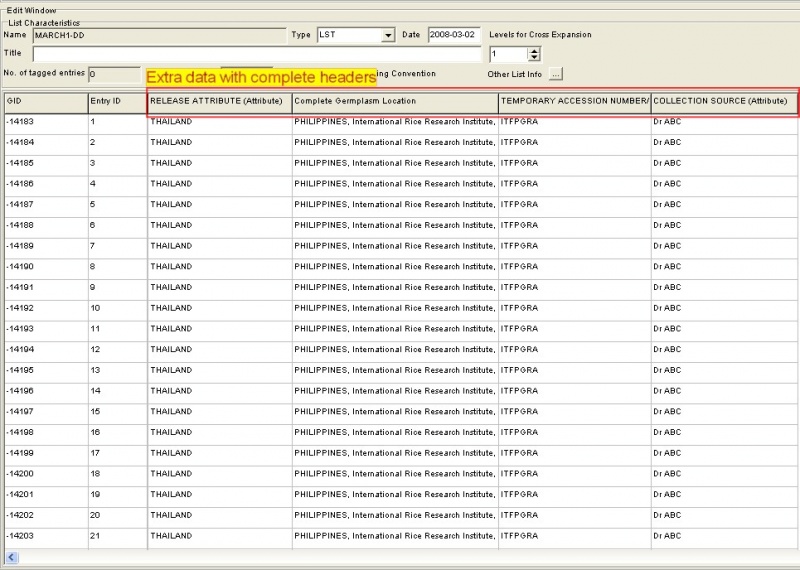 Edit Window
List Characteristics
Name MARCH1-DD Type LST Date 2008-03-02 Levels for Cross Expansion
Title 1
No. of tagged entries 0 Extra data with complete headers ing Convention Other List Info ...
GID Entry ID RELEASE ATTRIBUTE (Attribute) Complete Germplasm Location TEMPORARY ACCESSION NUMBER/ COLLECTION SOURCE (Attribute)
-14183 1 THAILAND PHILIPPINES, International Rice Research Institute, ITFPGRA Dr ABC
-14184 2 THAILAND PHILIPPINES, International Rice Research Institute, ITFPGRA Dr ABC
-14185 3 THAILAND PHILIPPINES, International Rice Research Institute, ITFPGRA Dr ABC
-14186 4 THAILAND PHILIPPINES, International Rice Research Institute, ITFPGRA Dr ABC
-14187 5 THAILAND PHILIPPINES, International Rice Research Institute, ITFPGRA Dr ABC
-14188 6 THAILAND PHILIPPINES, International Rice Research Institute, ITFPGRA Dr ABC
-14189 7 THAILAND PHILIPPINES, International Rice Research Institute, ITFPGRA Dr ABC
-14190 8 THAILAND PHILIPPINES, International Rice Research Institute, ITFPGRA Dr ABC
-14191 9 THAILAND PHILIPPINES, International Rice Research Institute, ITFPGRA Dr ABC
-14192 10 THAILAND PHILIPPINES, International Rice Research Institute, ITFPGRA Dr ABC
-14193 11 THAILAND PHILIPPINES, International Rice Research Institute, ITFPGRA Dr ABC
-14194 12 THAILAND PHILIPPINES, International Rice Research Institute, ITFPGRA Dr ABC
-14195 13 THAILAND PHILIPPINES, International Rice Research Institute, ITFPGRA Dr ABC
-14196 14 THAILAND PHILIPPINES, International Rice Research Institute, ITFPGRA Dr ABC
-14197 15 THAILAND PHILIPPINES, International Rice Research Institute, ITFPGRA Dr ABC
-14198 16 THAILAND PHILIPPINES, International Rice Research Institute, ITFPGRA Dr ABC
-14199 17 THAILAND PHILIPPINES, International Rice Research Institute, ITFPGRA Dr ABC
-14200 18 THAILAND PHILIPPINES, International Rice Research Institute, ITFPGRA Dr ABC
-14201 19 THAILAND PHILIPPINES, International Rice Research Institute, ITFPGRA Dr ABC
-14202 20 THAILAND PHILIPPINES, International Rice Research Institute, ITFPGRA Dr ABC
-14203 21 THAILAND PHILIPPINES, International Rice Research Institute, ITFPGRA Dr ABC